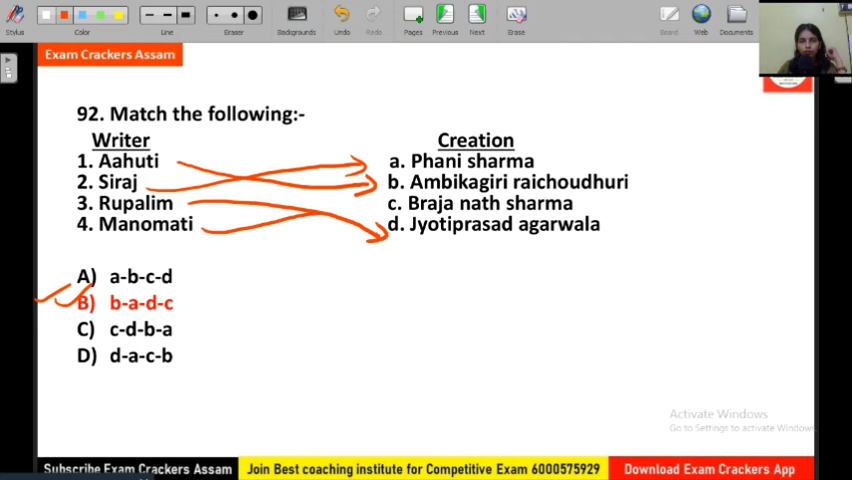 Stylus
Color
Line
Eraser
Backgrounds
Undo
Redo
Pages
Previous
Next
Erase
Board
Web
Documents
Exam Crackers Assam
92. Match the following:-
Writer Creation
1. Aahuti a. Phani sharma
2. Siraj b. Ambikagiri raichoudhuri
3. Rupalim c. Braja nath sharma
4. Manomati d. Jyotiprasad agarwala
A) a-b-c-d
B) b-a-d-c
C) c-d-b-a
D) d-a-c-b
Activate Windows
Go to Settings to activate Windows
Subscribe Exam Crackers Assam Join Best coaching institute for Competitive Exam 6000575929 Download Exam Crackers App